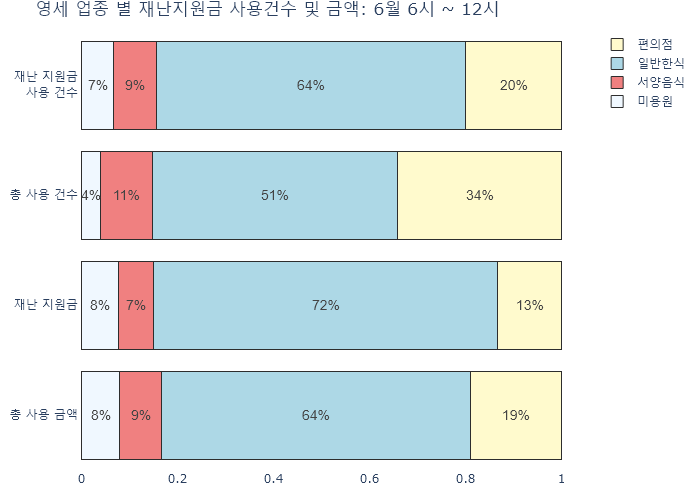 영세 업종 별 재난지원금 사용건수 및 금액: 6월 6시 ~ 12시
편의점
일반한식
서양음식
미용원
재난 지원금
사용 건수
7% 9% 64% 20%
총 사용 건수 4% 11% 51% 34%
재난 지원금 8% 7% 72% 13%
총 사용 금액 8% 9% 64% 19%
0 0.2 0.4 0.6 0.8 1